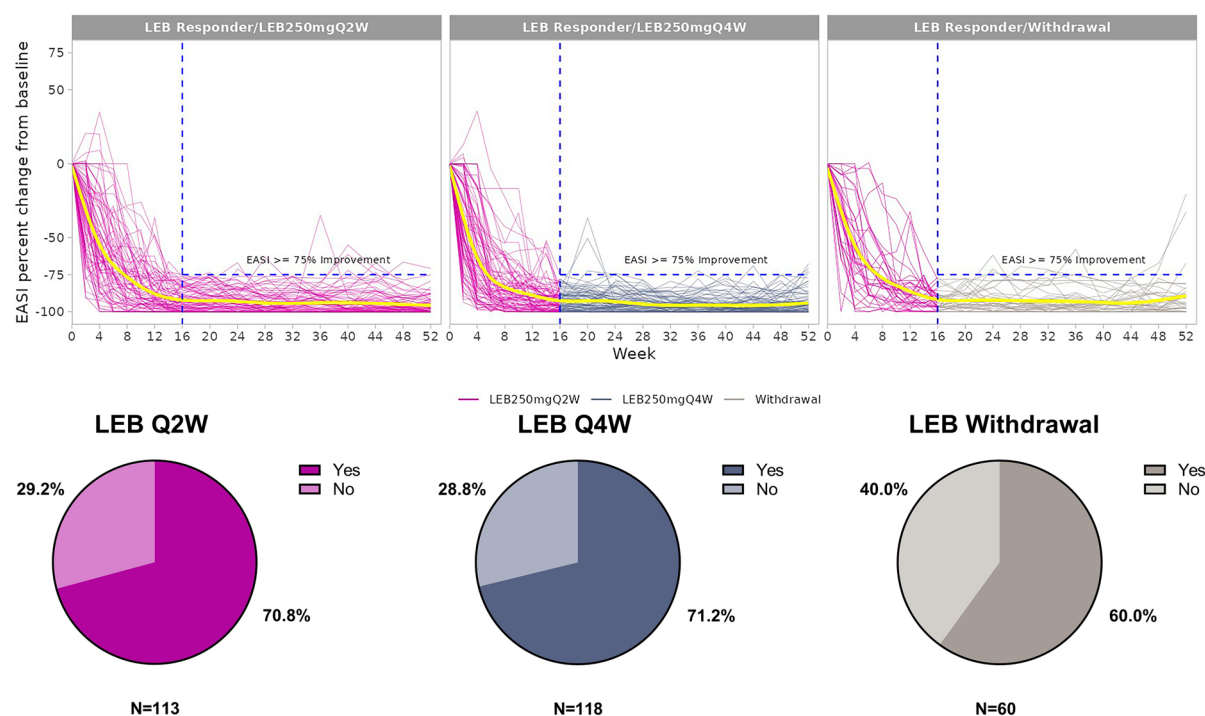 LEB Responder/LEB250mgQ2W
LEB Responder/LEB250mgQ4W
LEB Responder/Withdrawal
EASI percent change from baseline
75
50
0
-50
-75
-100
EASI >= 75% Improvement
EASI >= 75% Improvement
EASI >= 75% Improvement
0 4 8 12 16 20 24 28 32 36 40 44 48 52
0 4 8 12 16 20 24 28 32 36 40 44 48 52
0 4 8 12 16 20 24 28 32 36 40 44 48 52
Week
LEB250mgQ2W LEB250mgQ4W Withdrawal
LEB Q2W
Yes
No
29.2%
70.8%
N=113
LEB Q4W
Yes
No
28.8%
71.2%
N=118
LEB Withdrawal
Yes
No
40.0%
60.0%
N=60